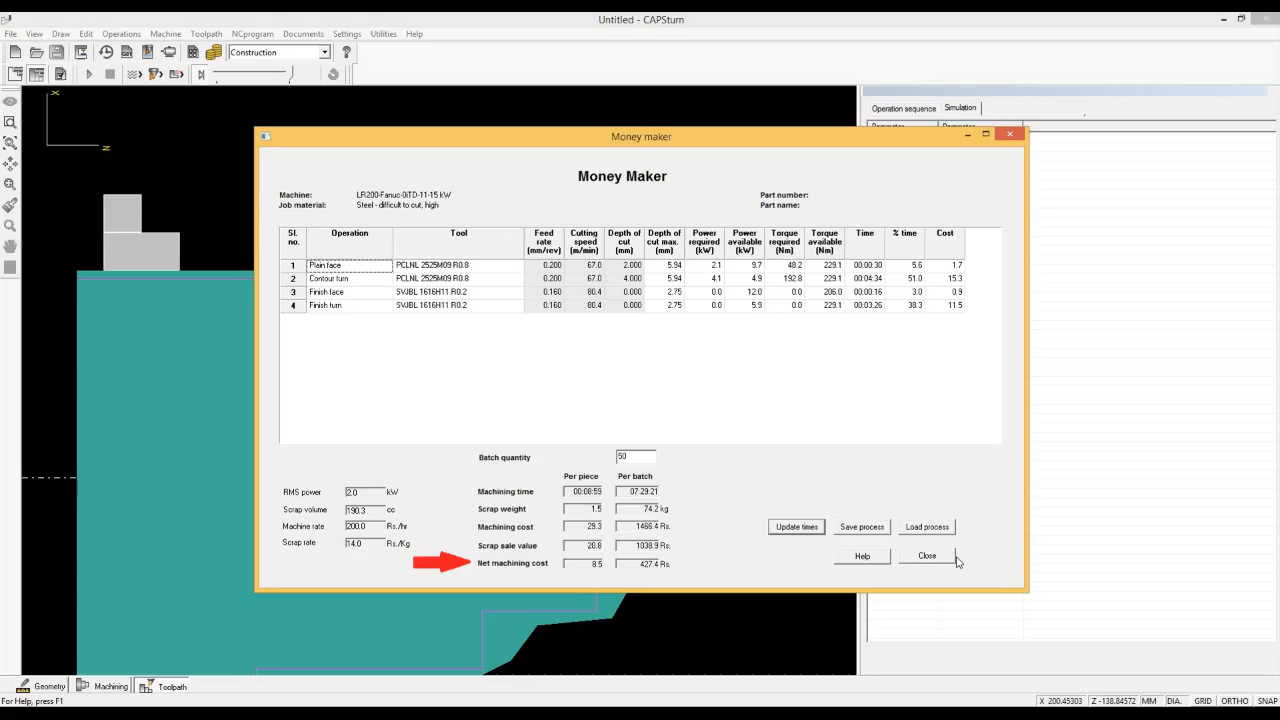 Untitled - CAPSturn
File View Draw Edit Operations Machine Toolpath NCprogram Documents Settings Utilities Help
Construction
Operation sequence Simulation
X
Z
Money maker
Money Maker
Machine: LR200-Fanuc-0iTD-11-15 kW Part number:
Job material: Steel - difficult to cut, high Part name:
Sl. no. Operation Tool Feed rate (mm/rev) Cutting speed (m/min) Depth of cut (mm) Depth of cut max. (mm) Power required (kW) Power available (kW) Torque required (Nm) Torque available (Nm) Time % time Cost
1 Plain face PCLNL 2525M09 R0.8 0.200 67.0 2.000 5.94 2.1 9.7 48.2 229.1 00:00:30 5.6 1.7
2 Contour turn PCLNL 2525M09 R0.8 0.200 67.0 4.000 5.94 4.1 4.9 192.8 229.1 00:04:34 51.0 15.3
3 Finish face SVJBL 1616H11 R0.2 0.160 80.4 0.000 2.75 0.0 12.0 0.0 206.0 00:00:16 3.0 0.9
4 Finish turn SVJBL 1616H11 R0.2 0.160 80.4 0.000 2.75 0.0 5.9 0.0 229.1 00:03:26 38.3 11.5
Batch quantity 50
Per piece Per batch
RMS power 2.0 kW Machining time 00:08:59 07:29:21
Scrap volume 190.3 cc Scrap weight 1.5 74.2 kg
Machine rate 200.0 Rs./hr Machining cost 29.3 1466.4 Rs.
Scrap rate 14.0 Rs./Kg Scrap sale value 20.8 1038.9 Rs.
Net machining cost 8.5 427.4 Rs.
Update times Save process Load process
Help Close
Geometry Machining Toolpath
For Help, press F1 X 200.45303 Z -138.84572 MM DIA. GRID ORTHO SNAP